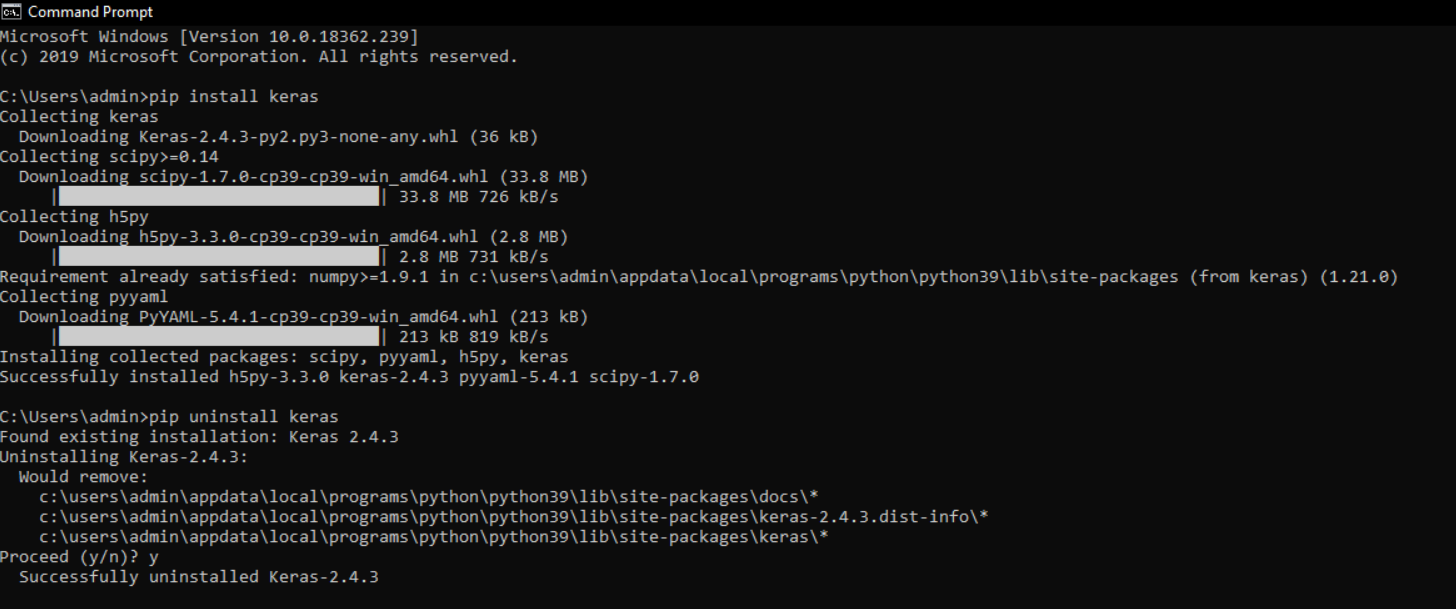 Command Prompt
Microsoft Windows [Version 10.0.18362.239]
(c) 2019 Microsoft Corporation. All rights reserved.
C:\Users\admin>pip install keras
Collecting keras
Downloading Keras-2.4.3-py2.py3-none-any.whl (36 kB)
Collecting scipy>=0.14
Downloading scipy-1.7.0-cp39-cp39-win_amd64.whl (33.8 MB)
| | 33.8 MB 726 kB/s
Collecting h5py
Downloading h5py-3.3.0-cp39-cp39-win_amd64.whl (2.8 MB)
| | 2.8 MB 731 kB/s
Requirement already satisfied: numpy>=1.9.1 in c:\users\admin\appdata\local\programs\python\python39\lib\site-packages (from keras) (1.21.0)
Collecting pyyaml
Downloading PyYAML-5.4.1-cp39-cp39-win_amd64.whl (213 kB)
| | 213 kB 819 kB/s
Installing collected packages: scipy, pyyaml, h5py, keras
Successfully installed h5py-3.3.0 keras-2.4.3 pyyaml-5.4.1 scipy-1.7.0
C:\Users\admin>pip uninstall keras
Found existing installation: Keras 2.4.3
Uninstalling Keras-2.4.3:
Would remove:
c:\users\admin\appdata\local\programs\python\python39\lib\site-packages\docs\*
c:\users\admin\appdata\local\programs\python\python39\lib\site-packages\keras-2.4.3.dist-info\*
c:\users\admin\appdata\local\programs\python\python39\lib\site-packages\keras\*
Proceed (y/n)? y
Successfully uninstalled Keras-2.4.3